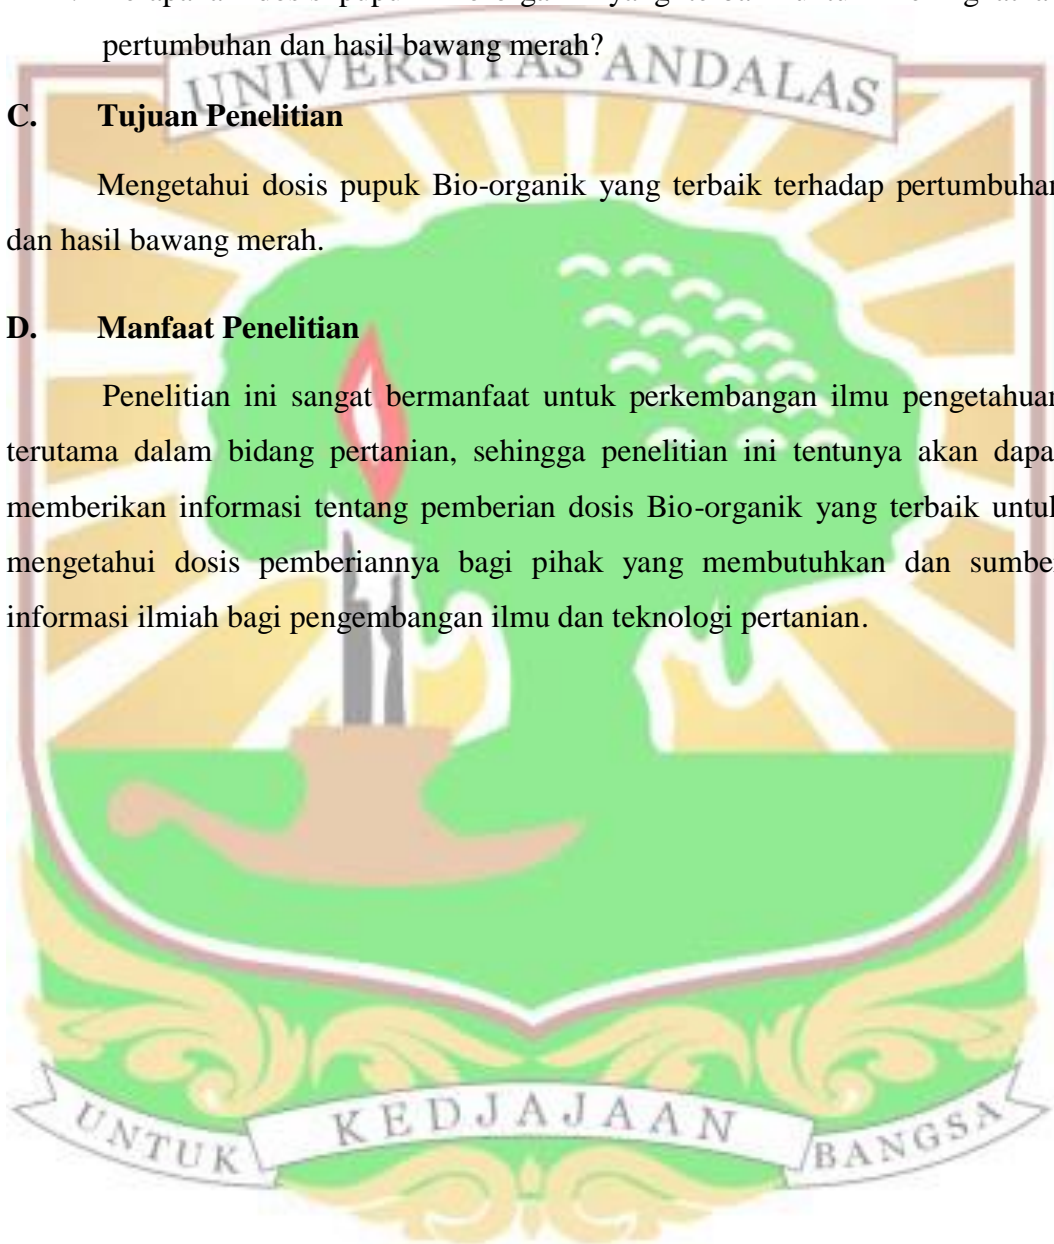 pertumbuhan dan hasil bawang merah?
UNIVERSITAS ANDALAS
C. Tujuan Penelitian
Mengetahui dosis pupuk Bio-organik yang terbaik terhadap pertumbuhan
dan hasil bawang merah.
D. Manfaat Penelitian
Penelitian ini sangat bermanfaat untuk perkembangan ilmu pengetahuan
terutama dalam bidang pertanian, sehingga penelitian ini tentunya akan dapa
memberikan informasi tentang pemberian dosis Bio-organik yang terbaik untuk
mengetahui dosis pemberiannya bagi pihak yang membutuhkan dan sumbe
informasi ilmiah bagi pengembangan ilmu dan teknologi pertanian.
UNTUK KEDJAJAAN BANGSA